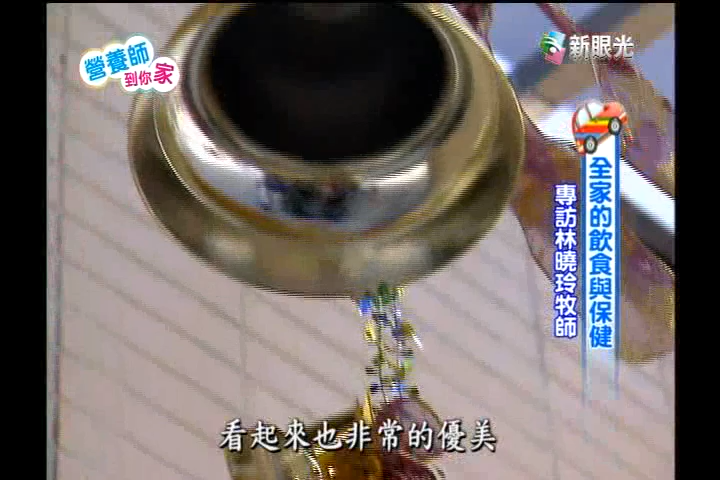 營養師
到你家
新眼光
全家的飲食與保健
專訪林曉玲牧師
看起來也非常的優美